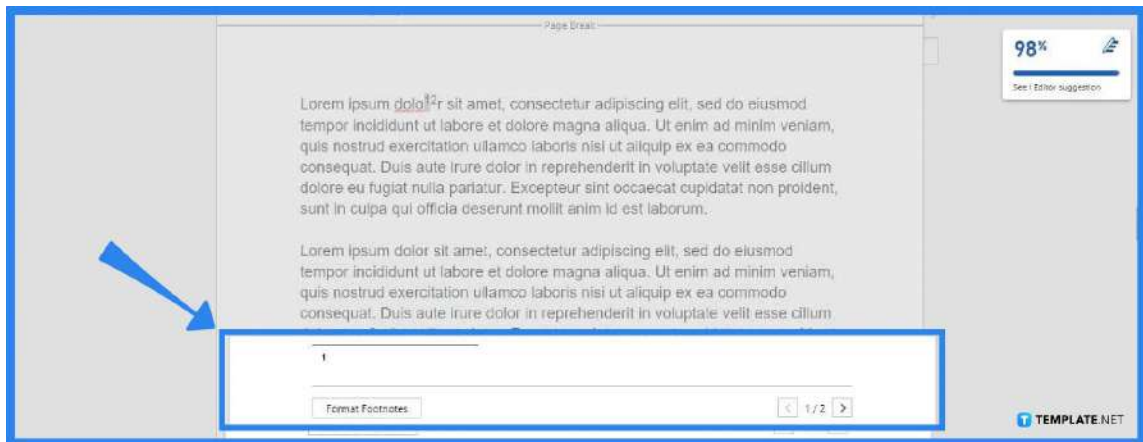 Page Break
98%
See 1 Editor suggestion
Lorem ipsum dolo12r sit amet, consectetur adipiscing elit, sed do eiusmod
tempor incididunt ut labore et dolore magna aliqua. Ut enim ad minim veniam,
quis nostrud exercitation ullamco laboris nisi ut aliquip ex ea commodo
consequat. Duis aute irure dolor in reprehenderit in voluptate velit esse cillum
dolore eu fugiat nulla pariatur. Excepteur sint occaecat cupidatat non proident,
sunt in culpa qui officia deserunt mollit anim id est laborum.
Lorem ipsum dolor sit amet, consectetur adipiscing elit, sed do eiusmod
tempor incididunt ut labore et dolore magna aliqua. Ut enim ad minim veniam,
quis nostrud exercitation ullamco laboris nisi ut aliquip ex ea commodo
consequat. Duis aute irure dolor in reprehenderit in voluptate velit esse cillum
1
Format Footnotes
< 1 / 2 >
TEMPLATE.NET